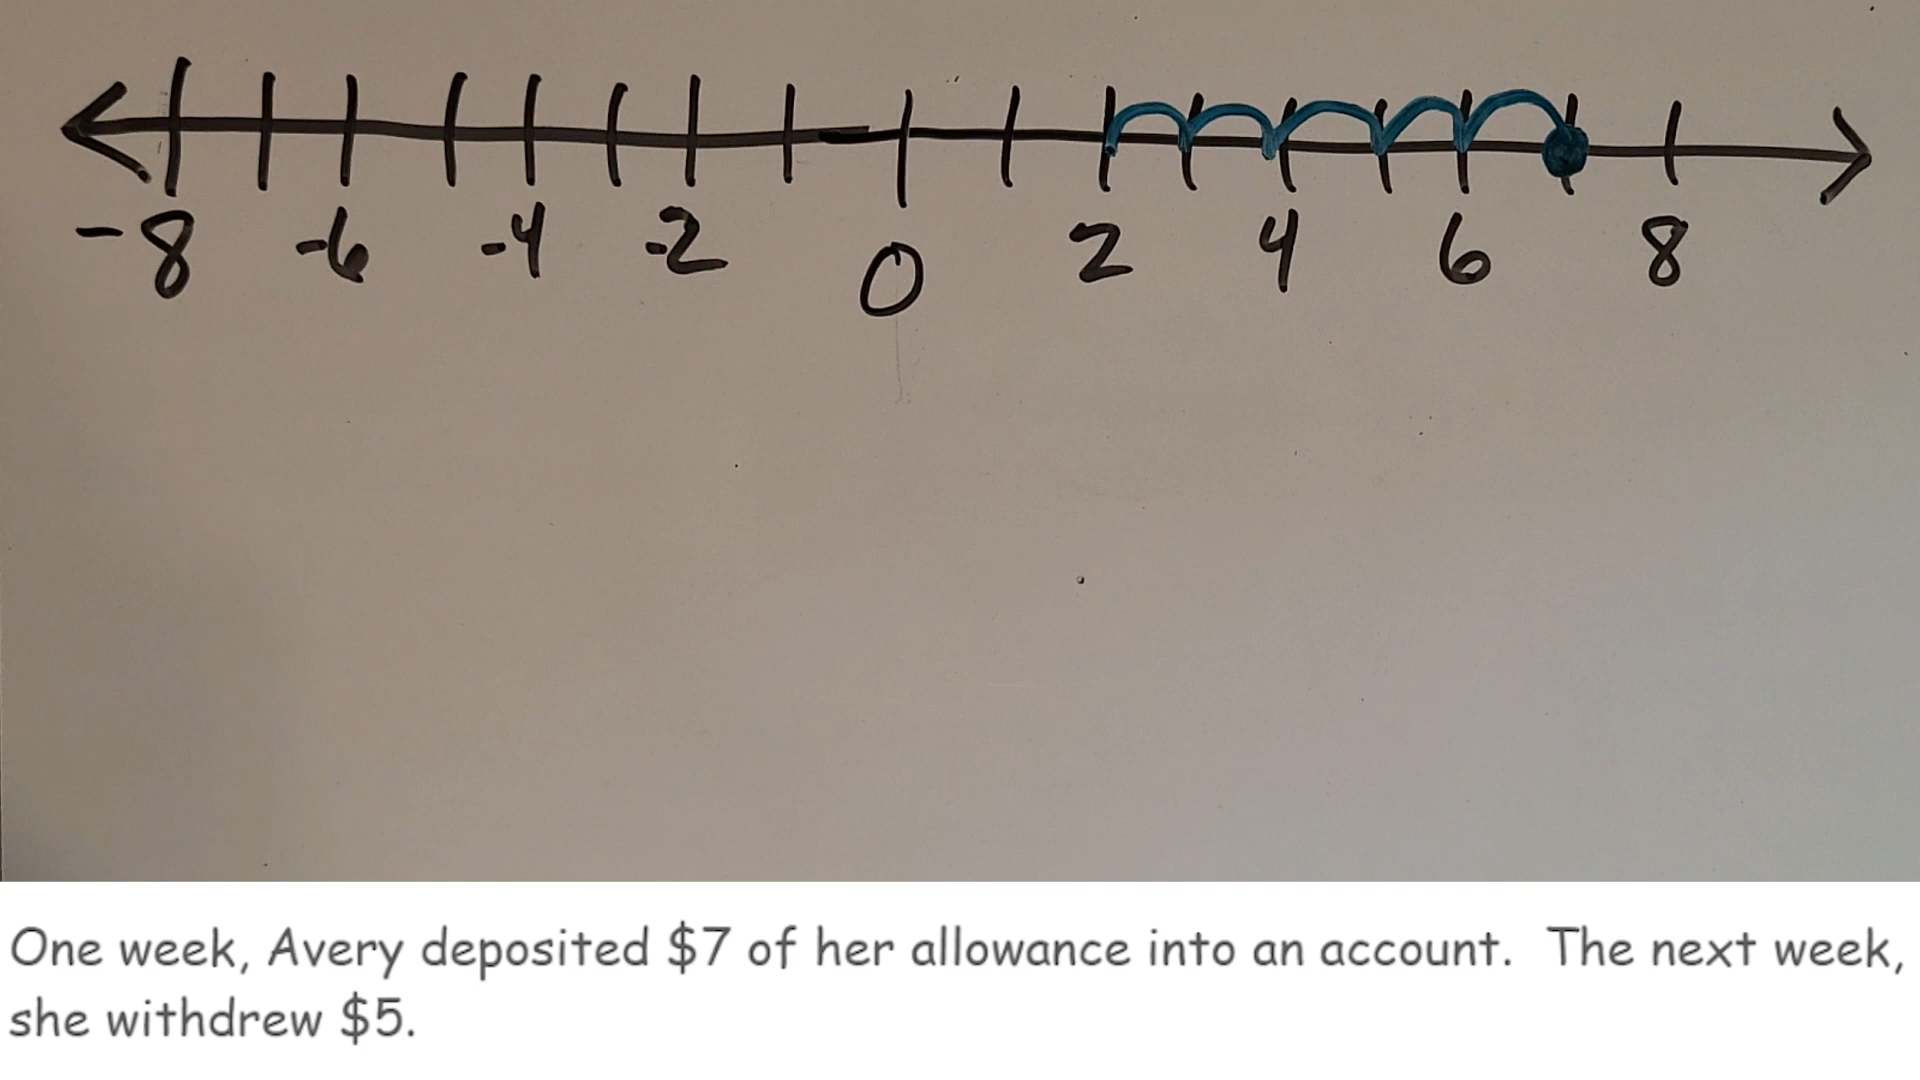 -8 -6 -4 -2 0 2 4 6 8
One week, Avery deposited $7 of her allowance into an account. The next week,
she withdrew $5.